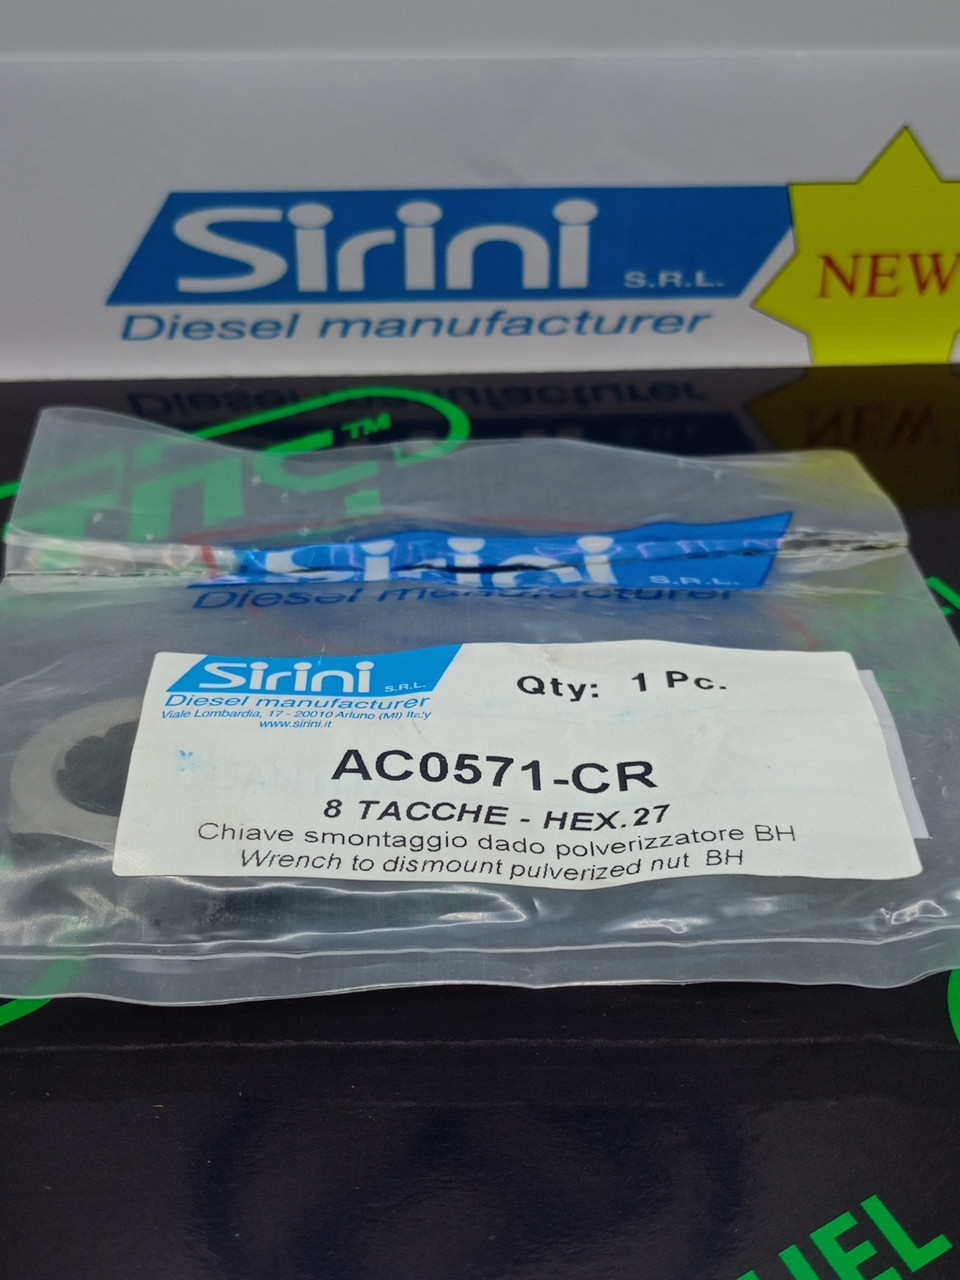 Sirini S.R.L.
Diesel manufacturer
NEW
TM
Sirini S.R.L.
Diesel manufacturer
Sirini S.R.L.
Diesel manufacturer
Viale Lombardia, 17 - 20010 Arluno (MI) Italy
www.sirini.it
Qty: 1 Pc.
AC0571-CR
8 TACCHE - HEX.27
Chiave smontaggio dado polverizzatore BH
Wrench to dismount pulverized nut BH